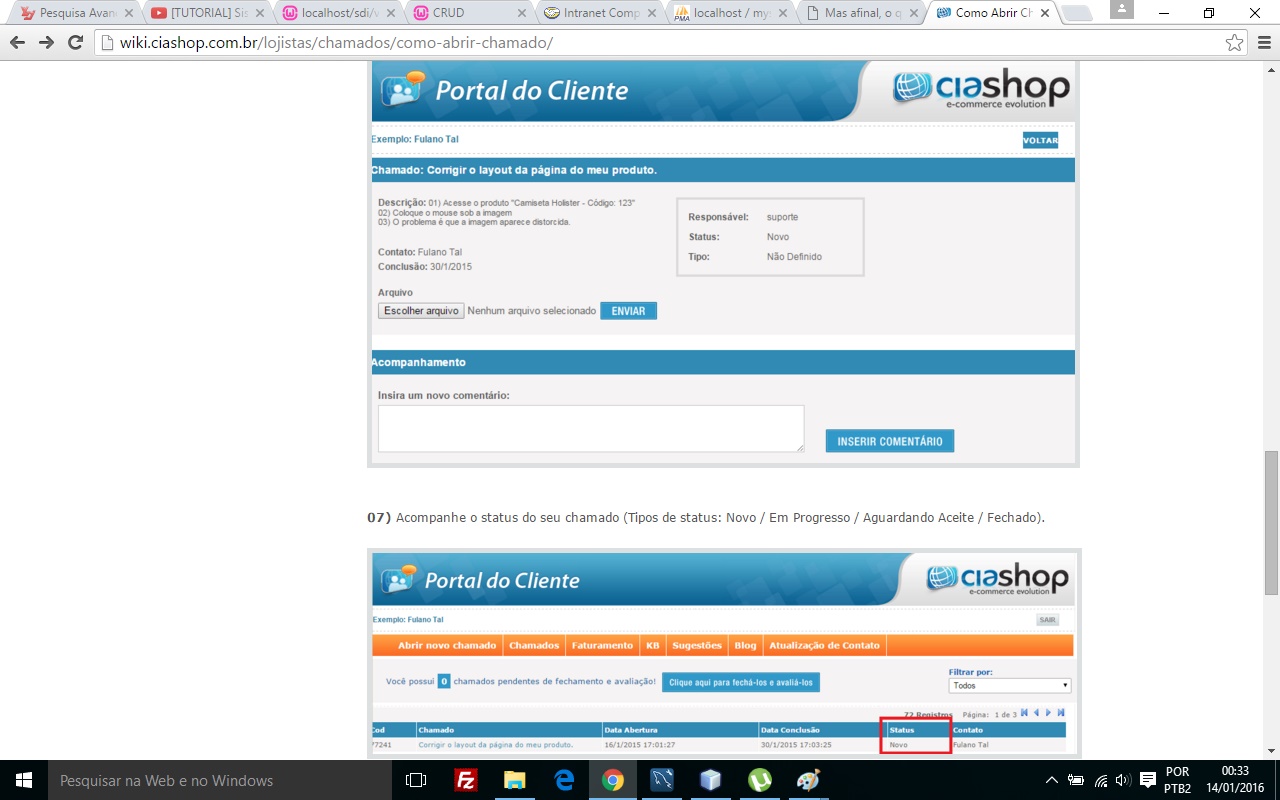 Pesquisa Avan
[TUTORIAL] Sis
localhost/sdi/v
CRUD
Intranet Comp
localhost / mys
Mas afinal, o q
Como Abrir Ch
wiki.ciashop.com.br/lojistas/chamados/como-abrir-chamado/
Portal do Cliente
ciashop
e-commerce evolution
Exemplo: Fulano Tal
VOLTAR
Chamado: Corrigir o layout da página do meu produto.
Descrição: 01) Acesse o produto "Camiseta Holister - Código: 123"
02) Coloque o mouse sob a imagem
03) O problema é que a imagem aparece distorcida.
Responsável: suporte
Status: Novo
Tipo: Não Definido
Contato: Fulano Tal
Conclusão: 30/1/2015
Arquivo
Escolher arquivo Nenhum arquivo selecionado ENVIAR
Acompanhamento
Insira um novo comentário:
INSERIR COMENTÁRIO
07) Acompanhe o status do seu chamado (Tipos de status: Novo / Em Progresso / Aguardando Aceite / Fechado).
Portal do Cliente
ciashop
e-commerce evolution
Exemplo: Fulano Tal
SAIR
Abrir novo chamado Chamados Faturamento KB Sugestões Blog Atualização de Contato
Você possui 0 chamados pendentes de fechamento e avaliação! Clique aqui para fechá-los e avaliá-los
Filtrar por:
Todos
72 Registros Página: 1 de 3
Cod Chamado Data Abertura Data Conclusão Status Contato
77241 Corrigir o layout da página do meu produto. 16/1/2015 17:01:27 30/1/2015 17:03:25 Novo Fulano Tal
Pesquisar na Web e no Windows
POR
PTB2
00:33
14/01/2016